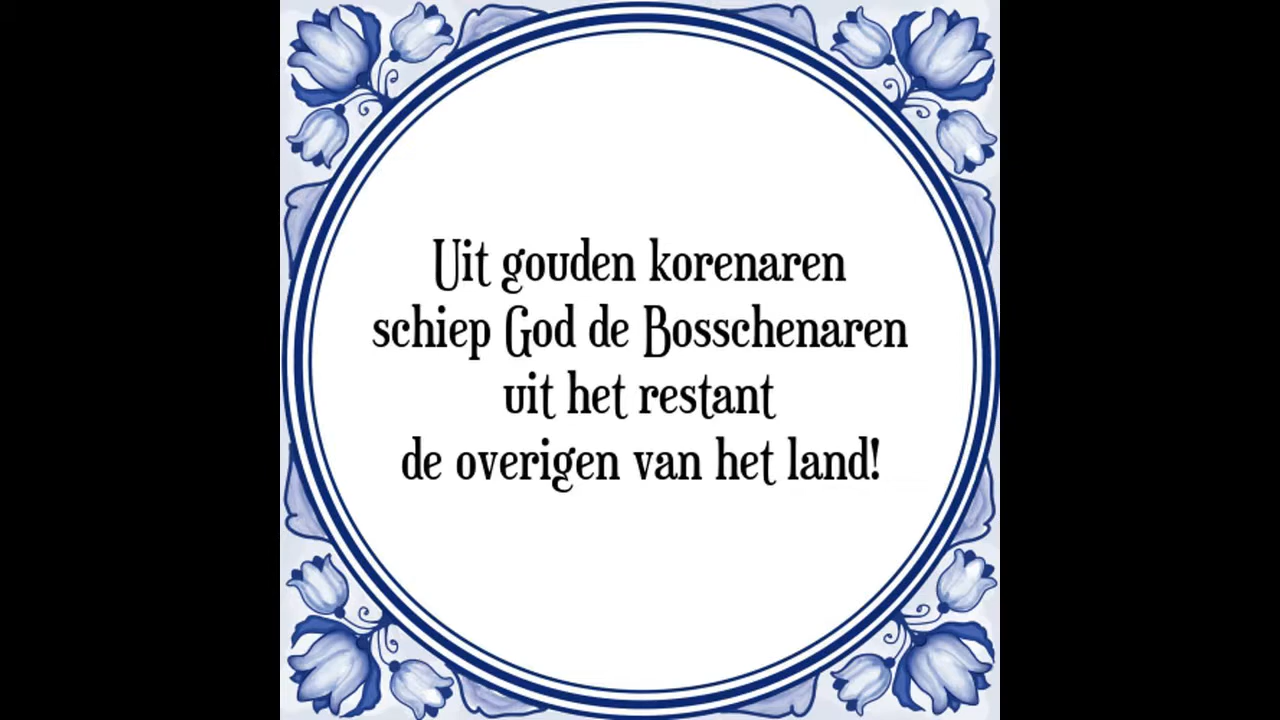 Uit gouden korenaren
schiep God de Bosschenaren
uit het restant
de overigen van het land!